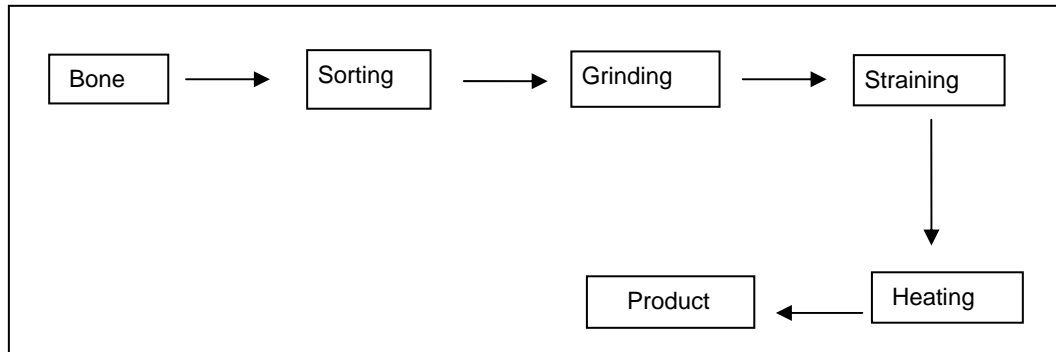 Bone
Sorting
Grinding
Straining
Heating
Product